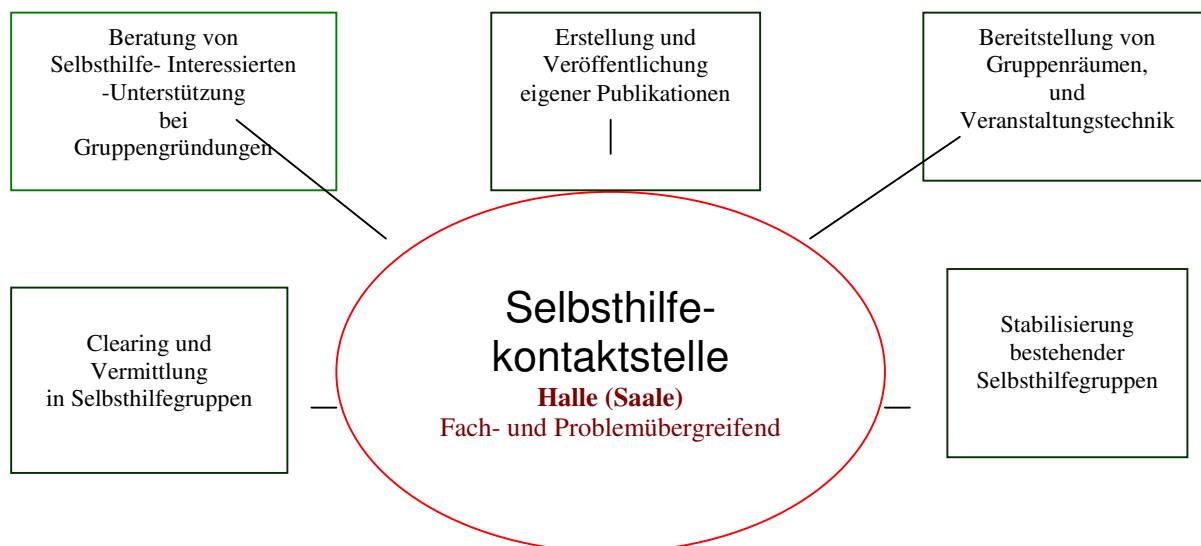 Beratung von
Selbsthilfe- Interessierten
-Unterstützung
bei
Gruppengründungen
Erstellung und
Veröffentlichung
eigener Publikationen
Bereitstellung von
Gruppenräumen,
und
Veranstaltungstechnik
Clearing und
Vermittlung
in Selbsthilfegruppen
Selbsthilfe-
kontaktstelle
Halle (Saale)
Fach- und Problemübergreifend
Stabilisierung
bestehender
Selbsthilfegruppen